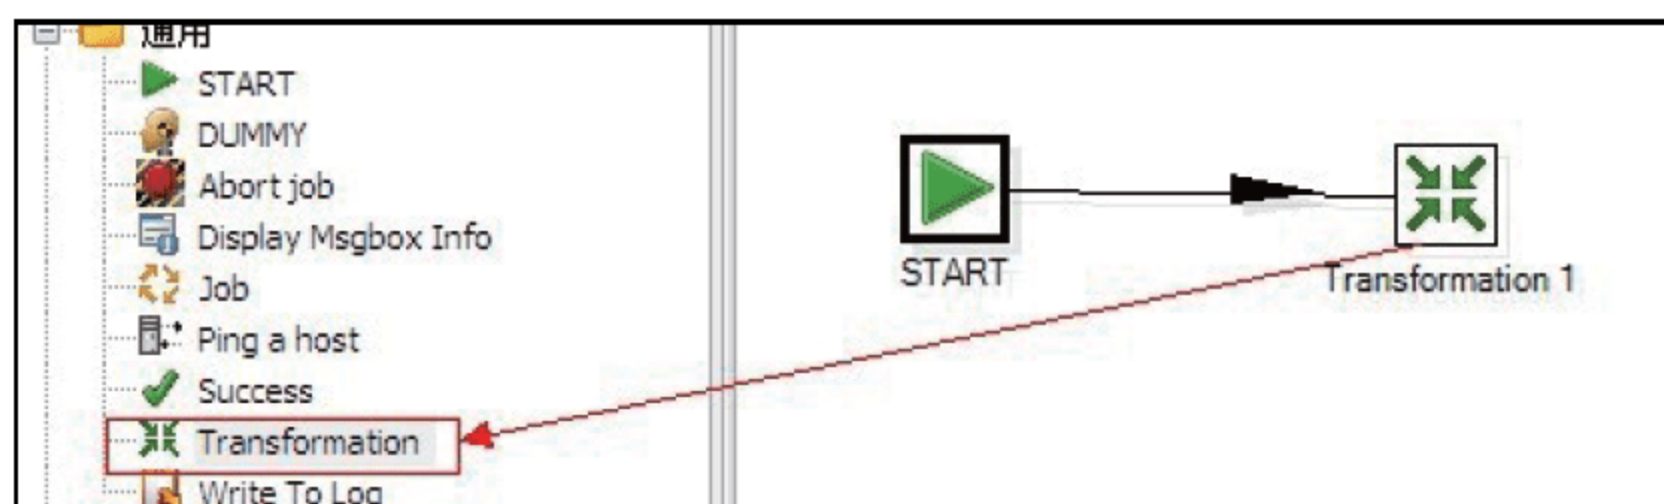 通用
START
DUMMY
Abort job
Display Msgbox Info
Job
Ping a host
Success
Transformation
Write To Log
START
Transformation 1